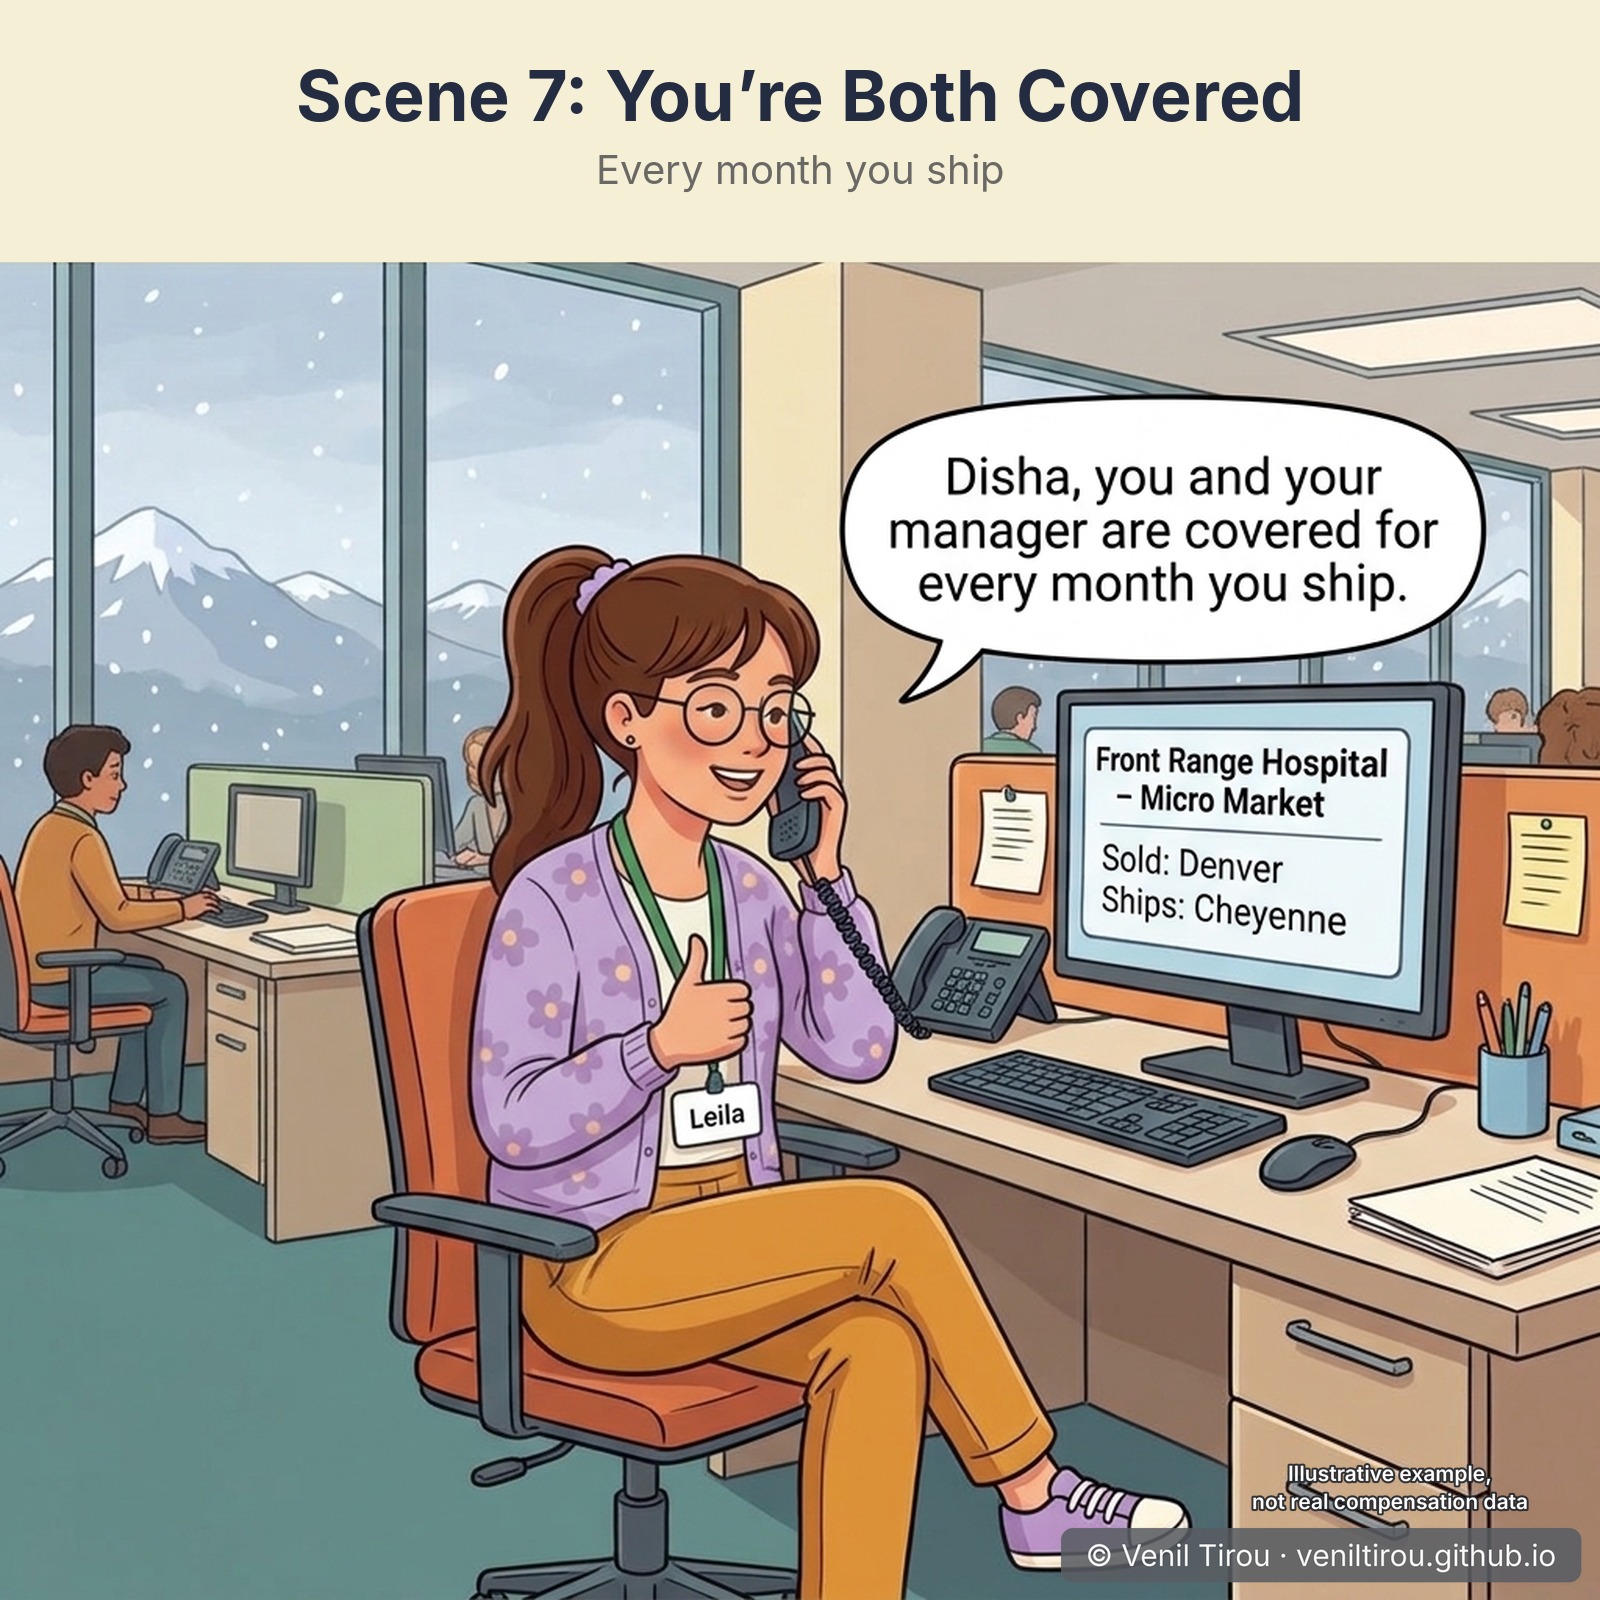 Scene 7: You’re Both Covered
Every month you ship
Disha, you and your
manager are covered for
every month you ship.
Front Range Hospital
– Micro Market
Sold: Denver
Ships: Cheyenne
Leila
Illustrative example,
not real compensation data
© Venil Tirou · veniltirou.github.io